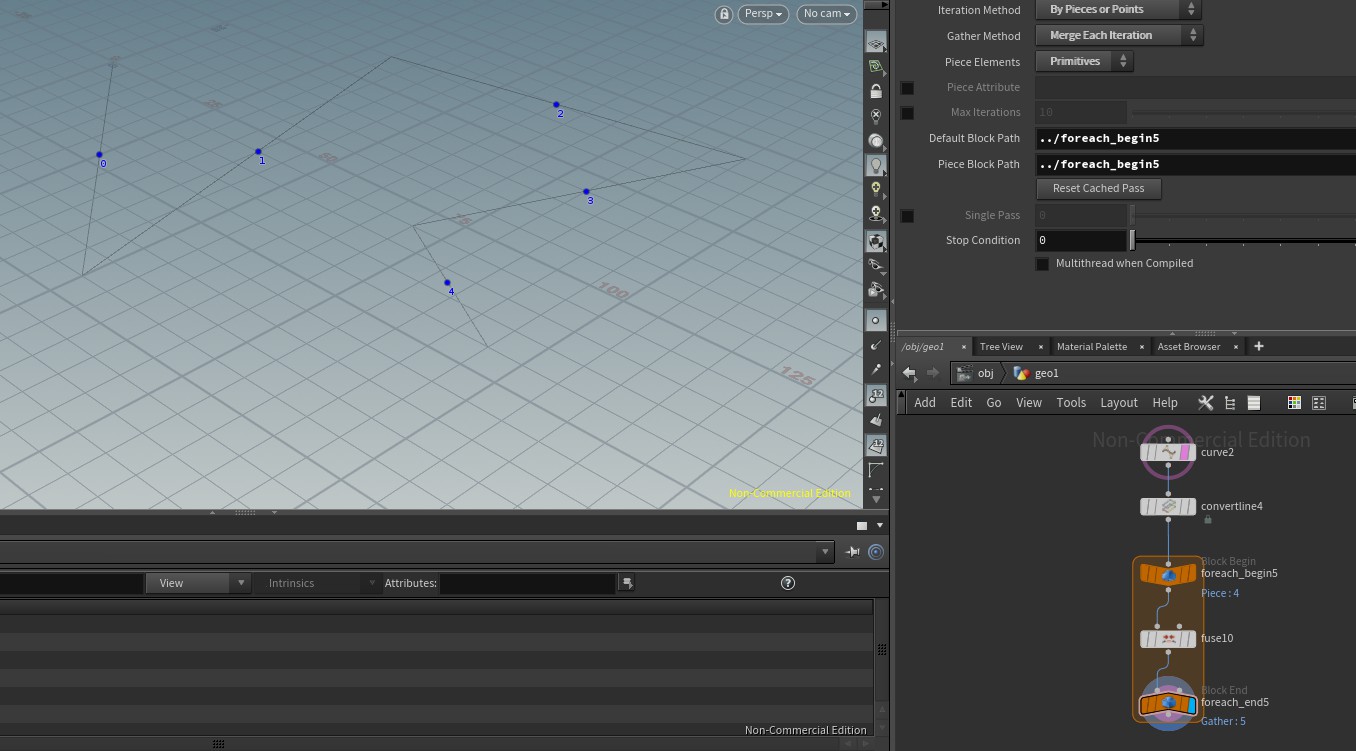 Persp
No cam
0
1
2
3
4
75
100
125
Non-Commercial Edition
Iteration Method By Pieces or Points
Gather Method Merge Each Iteration
Piece Elements Primitives
Piece Attribute
Max Iterations 10
Default Block Path ../foreach_begin5
Piece Block Path ../foreach_begin5
Reset Cached Pass
Single Pass 0
Stop Condition 0
Multithread when Compiled
/obj/geo1 × Tree View × Material Palette × Asset Browser × +
obj geo1
Add Edit Go View Tools Layout Help
Non-Commercial Edition
curve2
convertline4
Block Begin
foreach_begin5
Piece : 4
fuse10
Block End
foreach_end5
Gather : 5
12
12
View Intrinsics Attributes: ?
Non-Commercial Edition